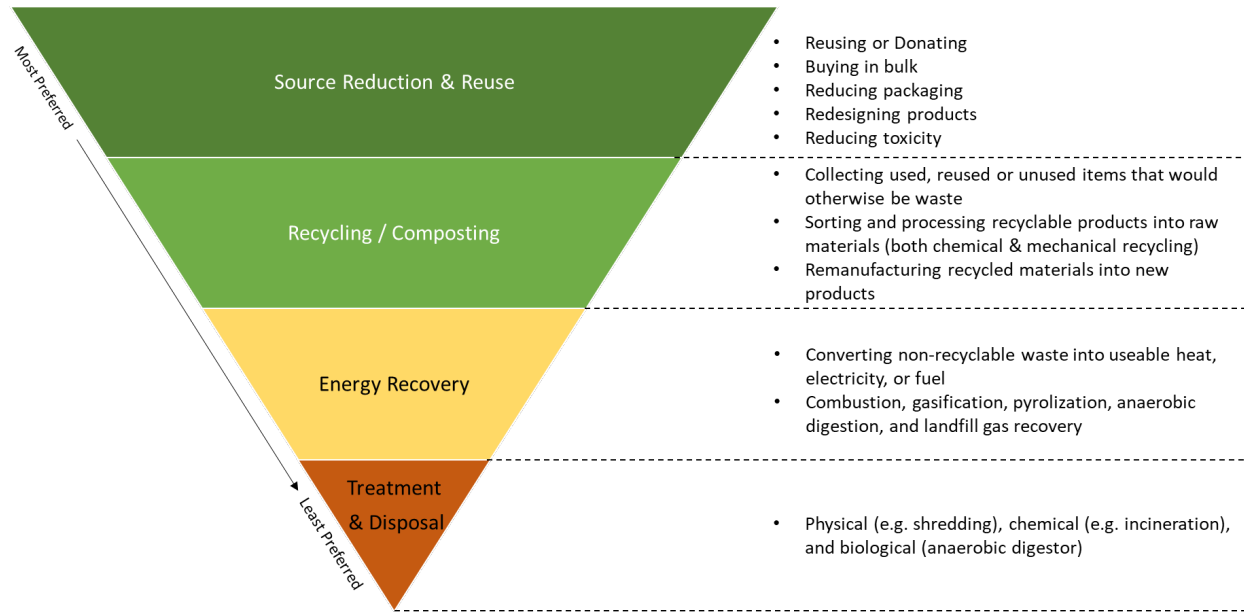 Most Preferred
Least Preferred
Source Reduction & Reuse
• Reusing or Donating
• Buying in bulk
• Reducing packaging
• Redesigning products
• Reducing toxicity
Recycling / Composting
• Collecting used, reused or unused items that would
otherwise be waste
• Sorting and processing recyclable products into raw
materials (both chemical & mechanical recycling)
• Remanufacturing recycled materials into new
products
Energy Recovery
• Converting non-recyclable waste into useable heat,
electricity, or fuel
• Combustion, gasification, pyrolization, anaerobic
digestion, and landfill gas recovery
Treatment
& Disposal
• Physical (e.g. shredding), chemical (e.g. incineration),
and biological (anaerobic digestor)